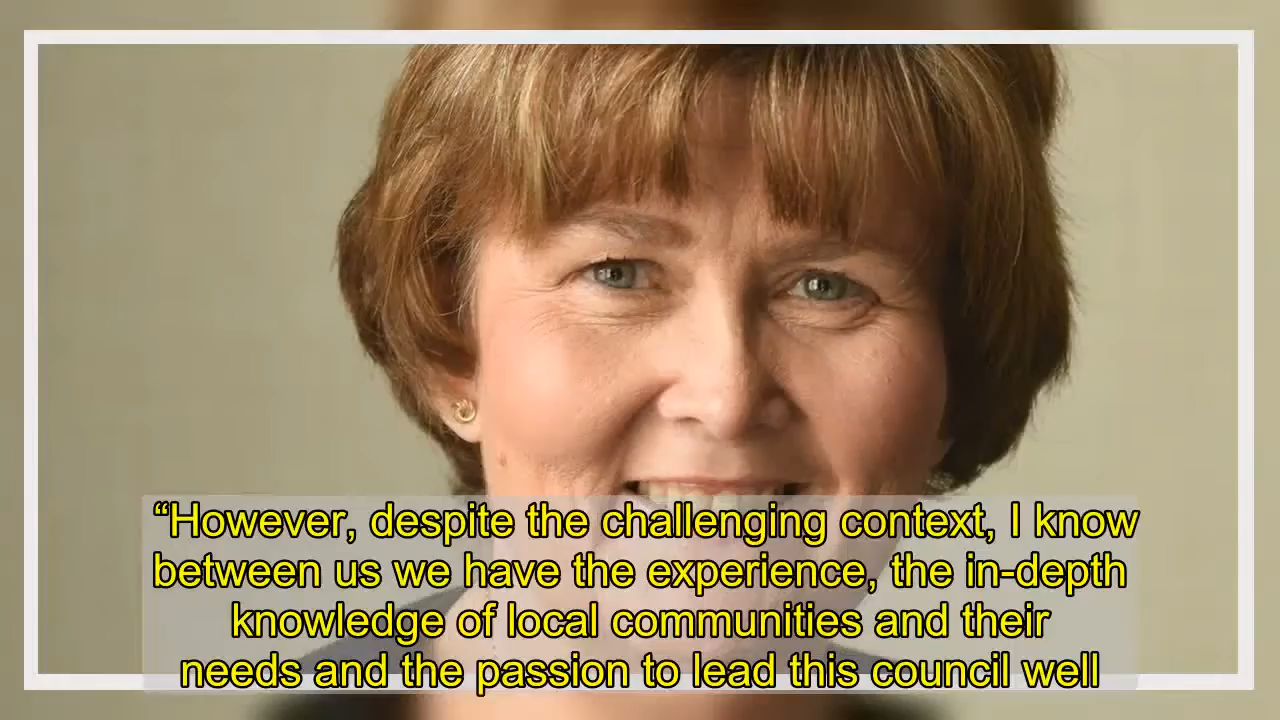 “However, despite the challenging context, I know
between us we have the experience, the in-depth
knowledge of local communities and their
needs and the passion to lead this council well